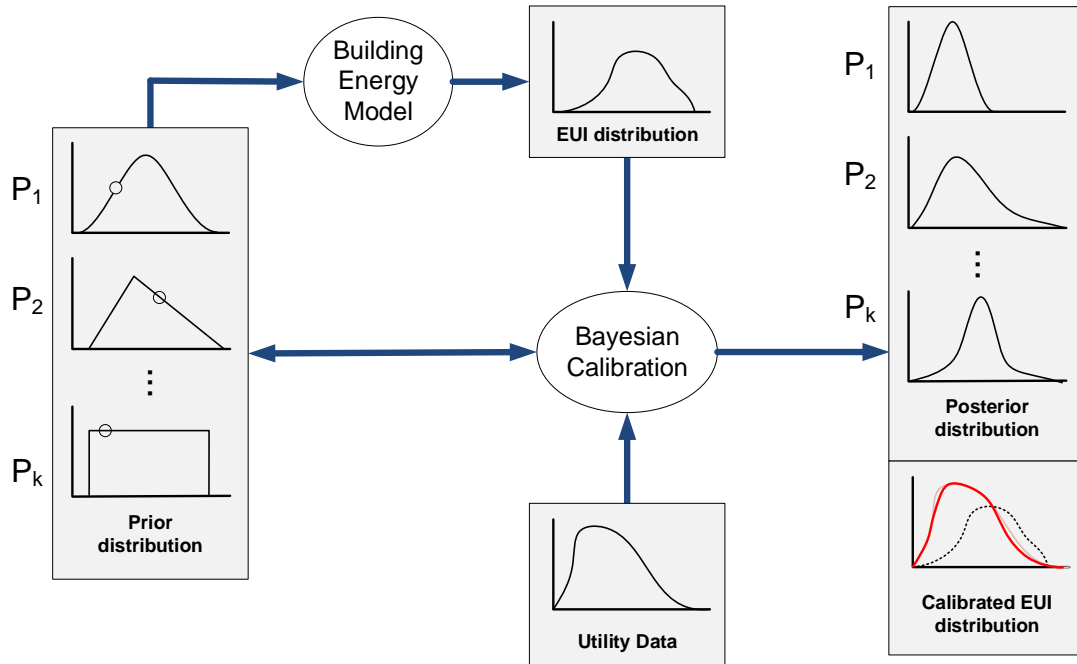 P1
P2
⋮
Pk
Prior
distribution
Building
Energy
Model
EUI distribution
Bayesian
Calibration
Utility Data
P1
P2
⋮
Pk
Posterior
distribution
Calibrated EUI
distribution